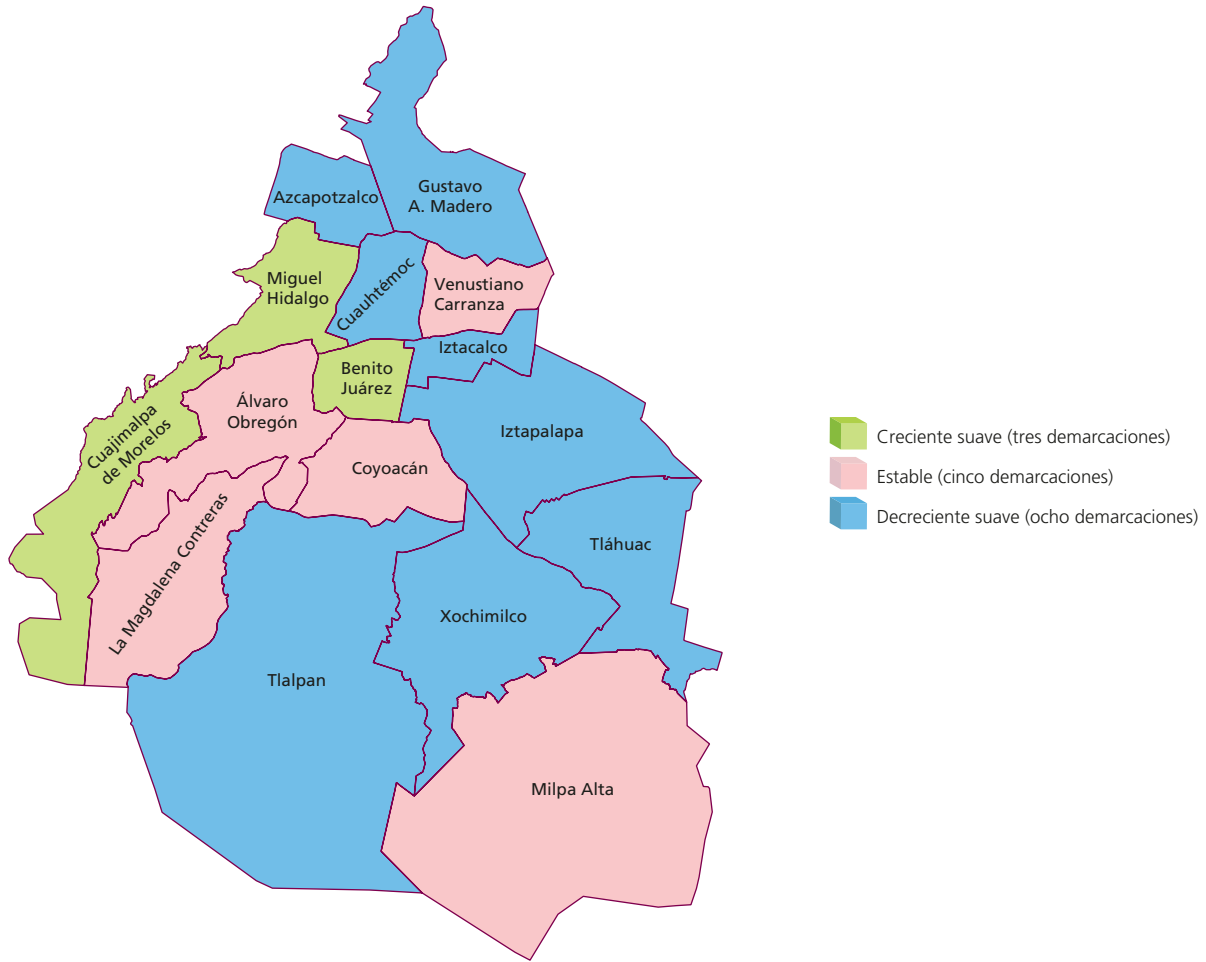 Azcapotzalco
Gustavo
A. Madero
Miguel
Hidalgo
Cuauhtémoc
Venustiano
Carranza
Iztacalco
Benito
Juárez
Cuajimalpa
de Morelos
Álvaro
Obregón
Iztapalapa
Coyoacán
La Magdalena Contreras
Tláhuac
Xochimilco
Tlalpan
Milpa Alta
Creciente suave (tres demarcaciones)
Estable (cinco demarcaciones)
Decreciente suave (ocho demarcaciones)